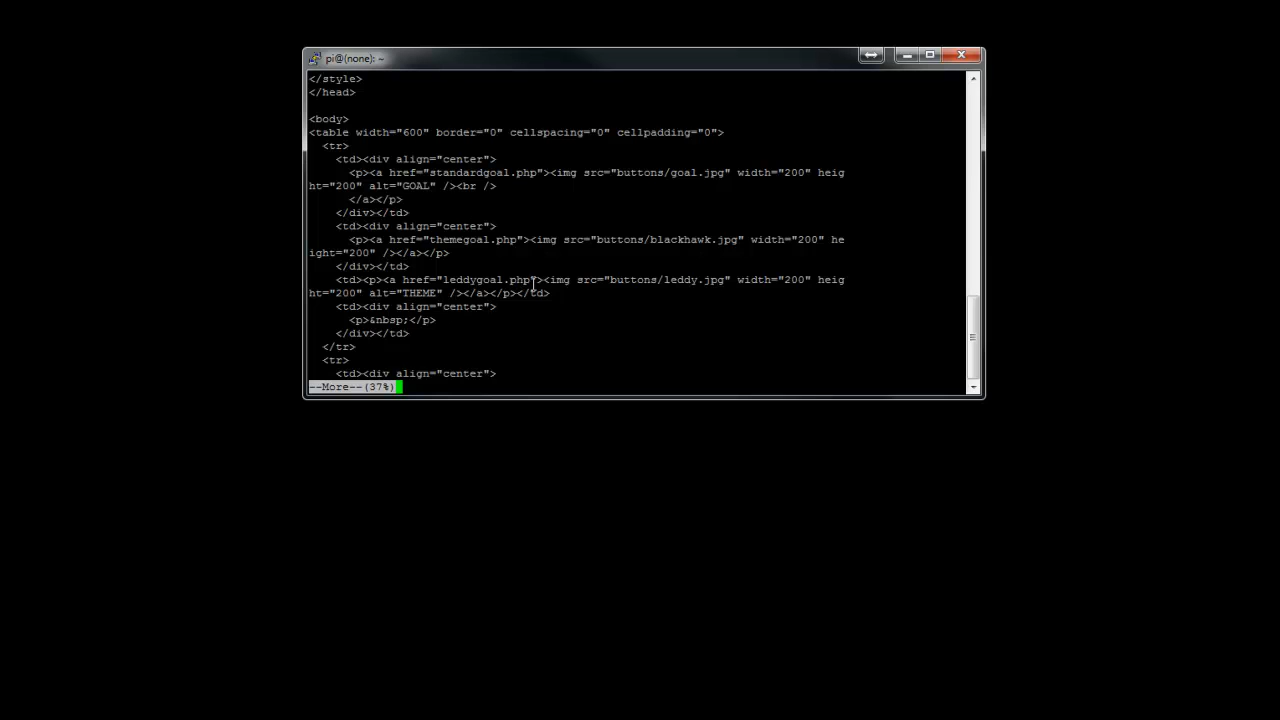 pi@(none): ~
</style>
</head>
<body>
<table width="600" border="0" cellspacing="0" cellpadding="0">
  <tr>
    <td><div align="center">
      <p><a href="standardgoal.php"><img src="buttons/goal.jpg" width="200" heig
ht="200" alt="GOAL" /><br />
      </a></p>
    </div></td>
    <td><div align="center">
      <p><a href="themegoal.php"><img src="buttons/blackhawk.jpg" width="200" he
ight="200" /></a></p>
    </div></td>
    <td><p><a href="leddygoal.php"><img src="buttons/leddy.jpg" width="200" heig
ht="200" alt="THEME" /></a></p></td>
    <td><div align="center">
      <p>&nbsp;</p>
    </div></td>
  </tr>
  <tr>
    <td><div align="center">
--More--(37%)